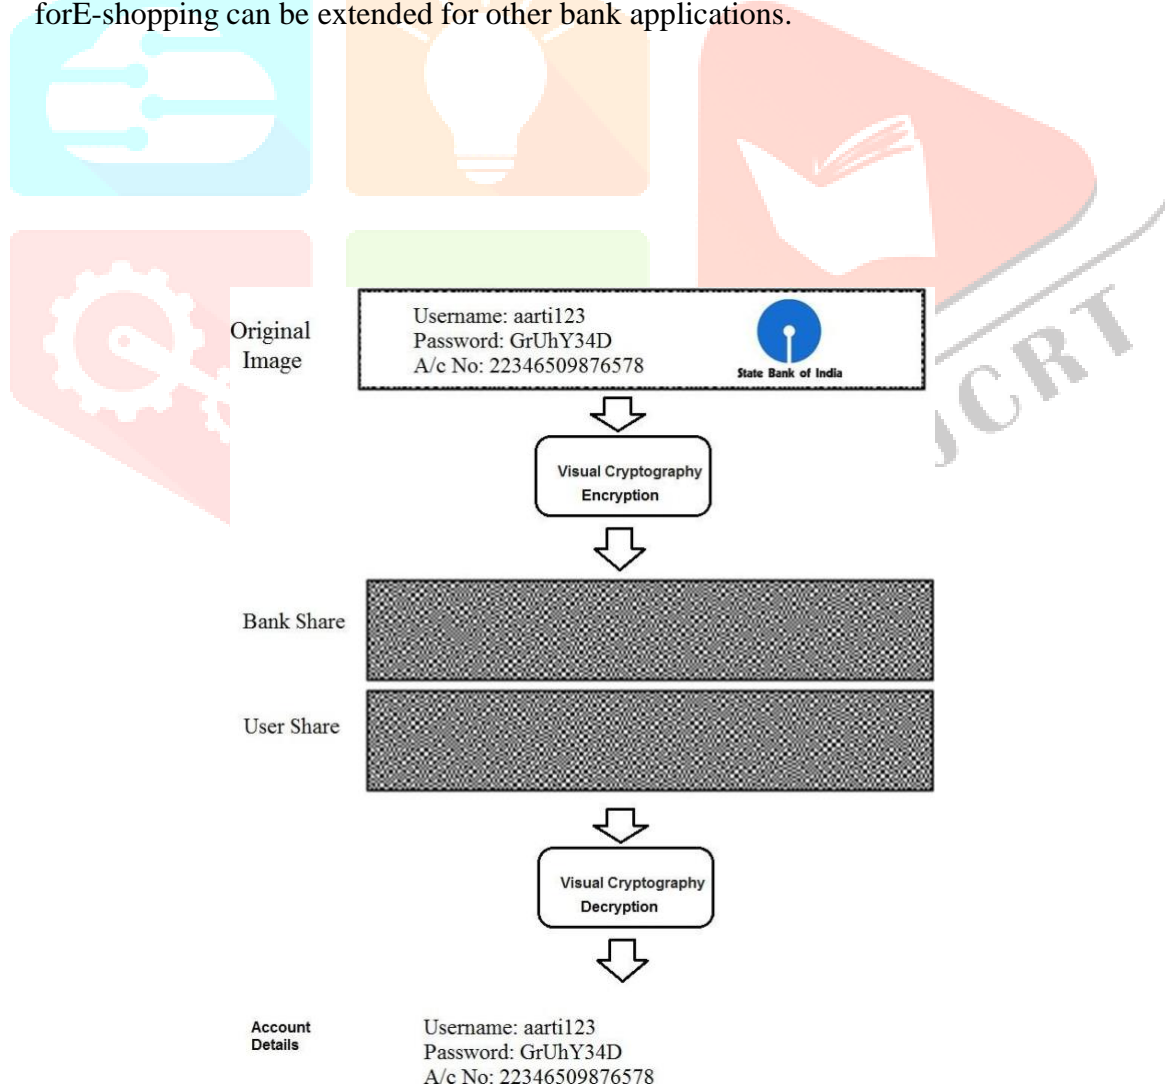 forE-shopping can be extended for other bank applications.
Original
Image
Username: aarti123
Password: GrUhY34D
A/c No: 22346509876578
State Bank of India
IJCRT
Visual Cryptography
Encryption
Bank Share
User Share
Visual Cryptography
Decryption
Account
Details
Username: aarti123
Password: GrUhY34D
A/c No: 22346509876578